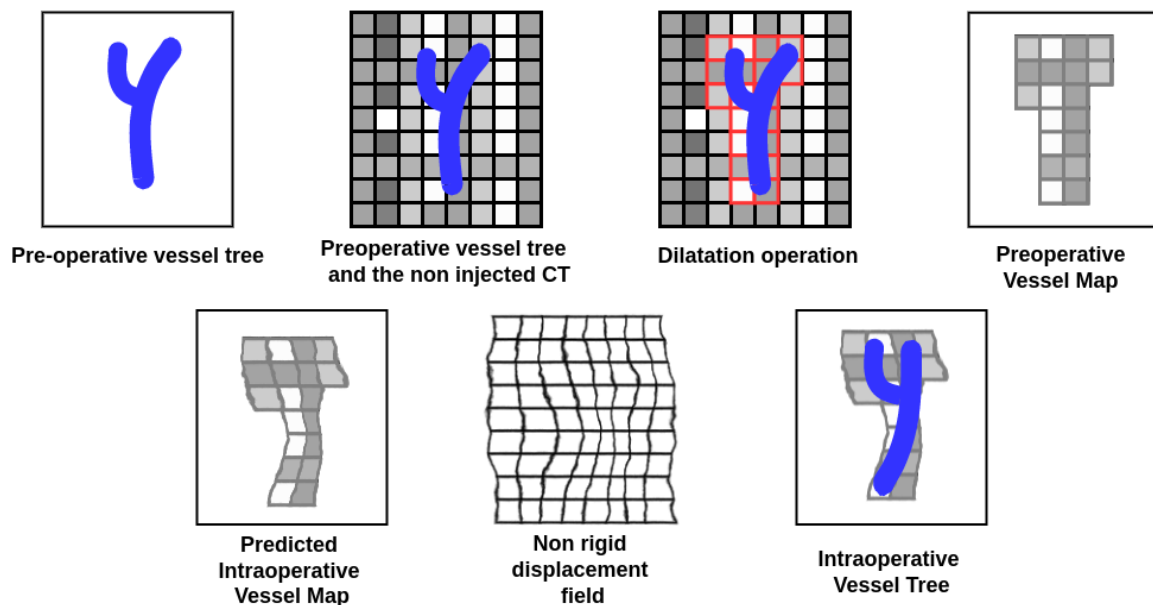 Pre-operative vessel tree
Preoperative vessel tree
and the non injected CT
Dilatation operation
Preoperative
Vessel Map
Predicted
Intraoperative
Vessel Map
Non rigid
displacement
field
Intraoperative
Vessel Tree